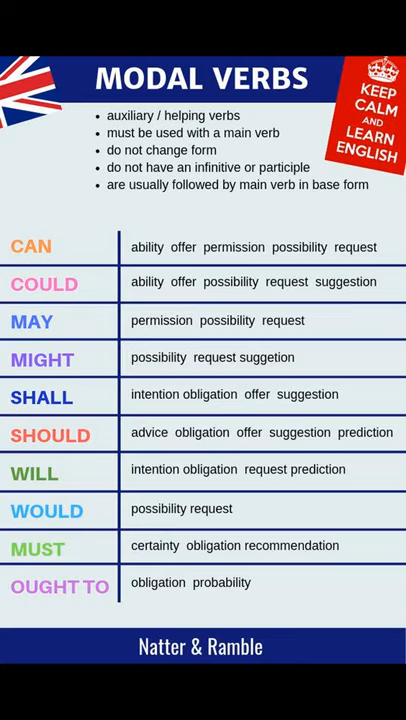 MODAL VERBS
KEEP
CALM
AND
LEARN
ENGLISH
• auxiliary / helping verbs
• must be used with a main verb
• do not change form
• do not have an infinitive or participle
• are usually followed by main verb in base form
CAN ability offer permission possibility request
COULD ability offer possibility request suggestion
MAY permission possibility request
MIGHT possibility request suggetion
SHALL intention obligation offer suggestion
SHOULD advice obligation offer suggestion prediction
WILL intention obligation request prediction
WOULD possibility request
MUST certainty obligation recommendation
OUGHT TO obligation probability
Natter & Ramble